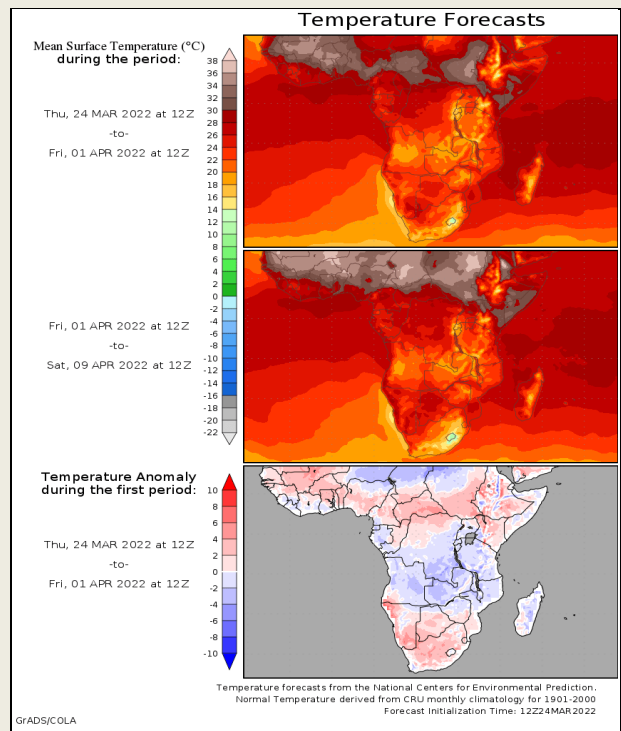 Temperature Forecasts
Mean Surface Temperature (°C)
during the period:
Thu, 24 MAR 2022 at 12Z
-to-
Fri, 01 APR 2022 at 12Z
38
36
34
32
30
28
26
24
22
20
18
16
14
12
10
8
6
4
2
0
-2
-4
-6
-8
-10
-12
-14
-16
-18
-20
-22
Fri, 01 APR 2022 at 12Z
-to-
Sat, 09 APR 2022 at 12Z
Temperature Anomaly
during the first period:
Thu, 24 MAR 2022 at 12Z
-to-
Fri, 01 APR 2022 at 12Z
10
8
6
4
2
0
-2
-4
-6
-8
-10
Temperature forecasts from the National Centers for Environmental Prediction.
Normal Temperature derived from CRU monthly climatology for 1901-2000
Forecast Initialization Time: 12Z24MAR2022
GrADS/COLA